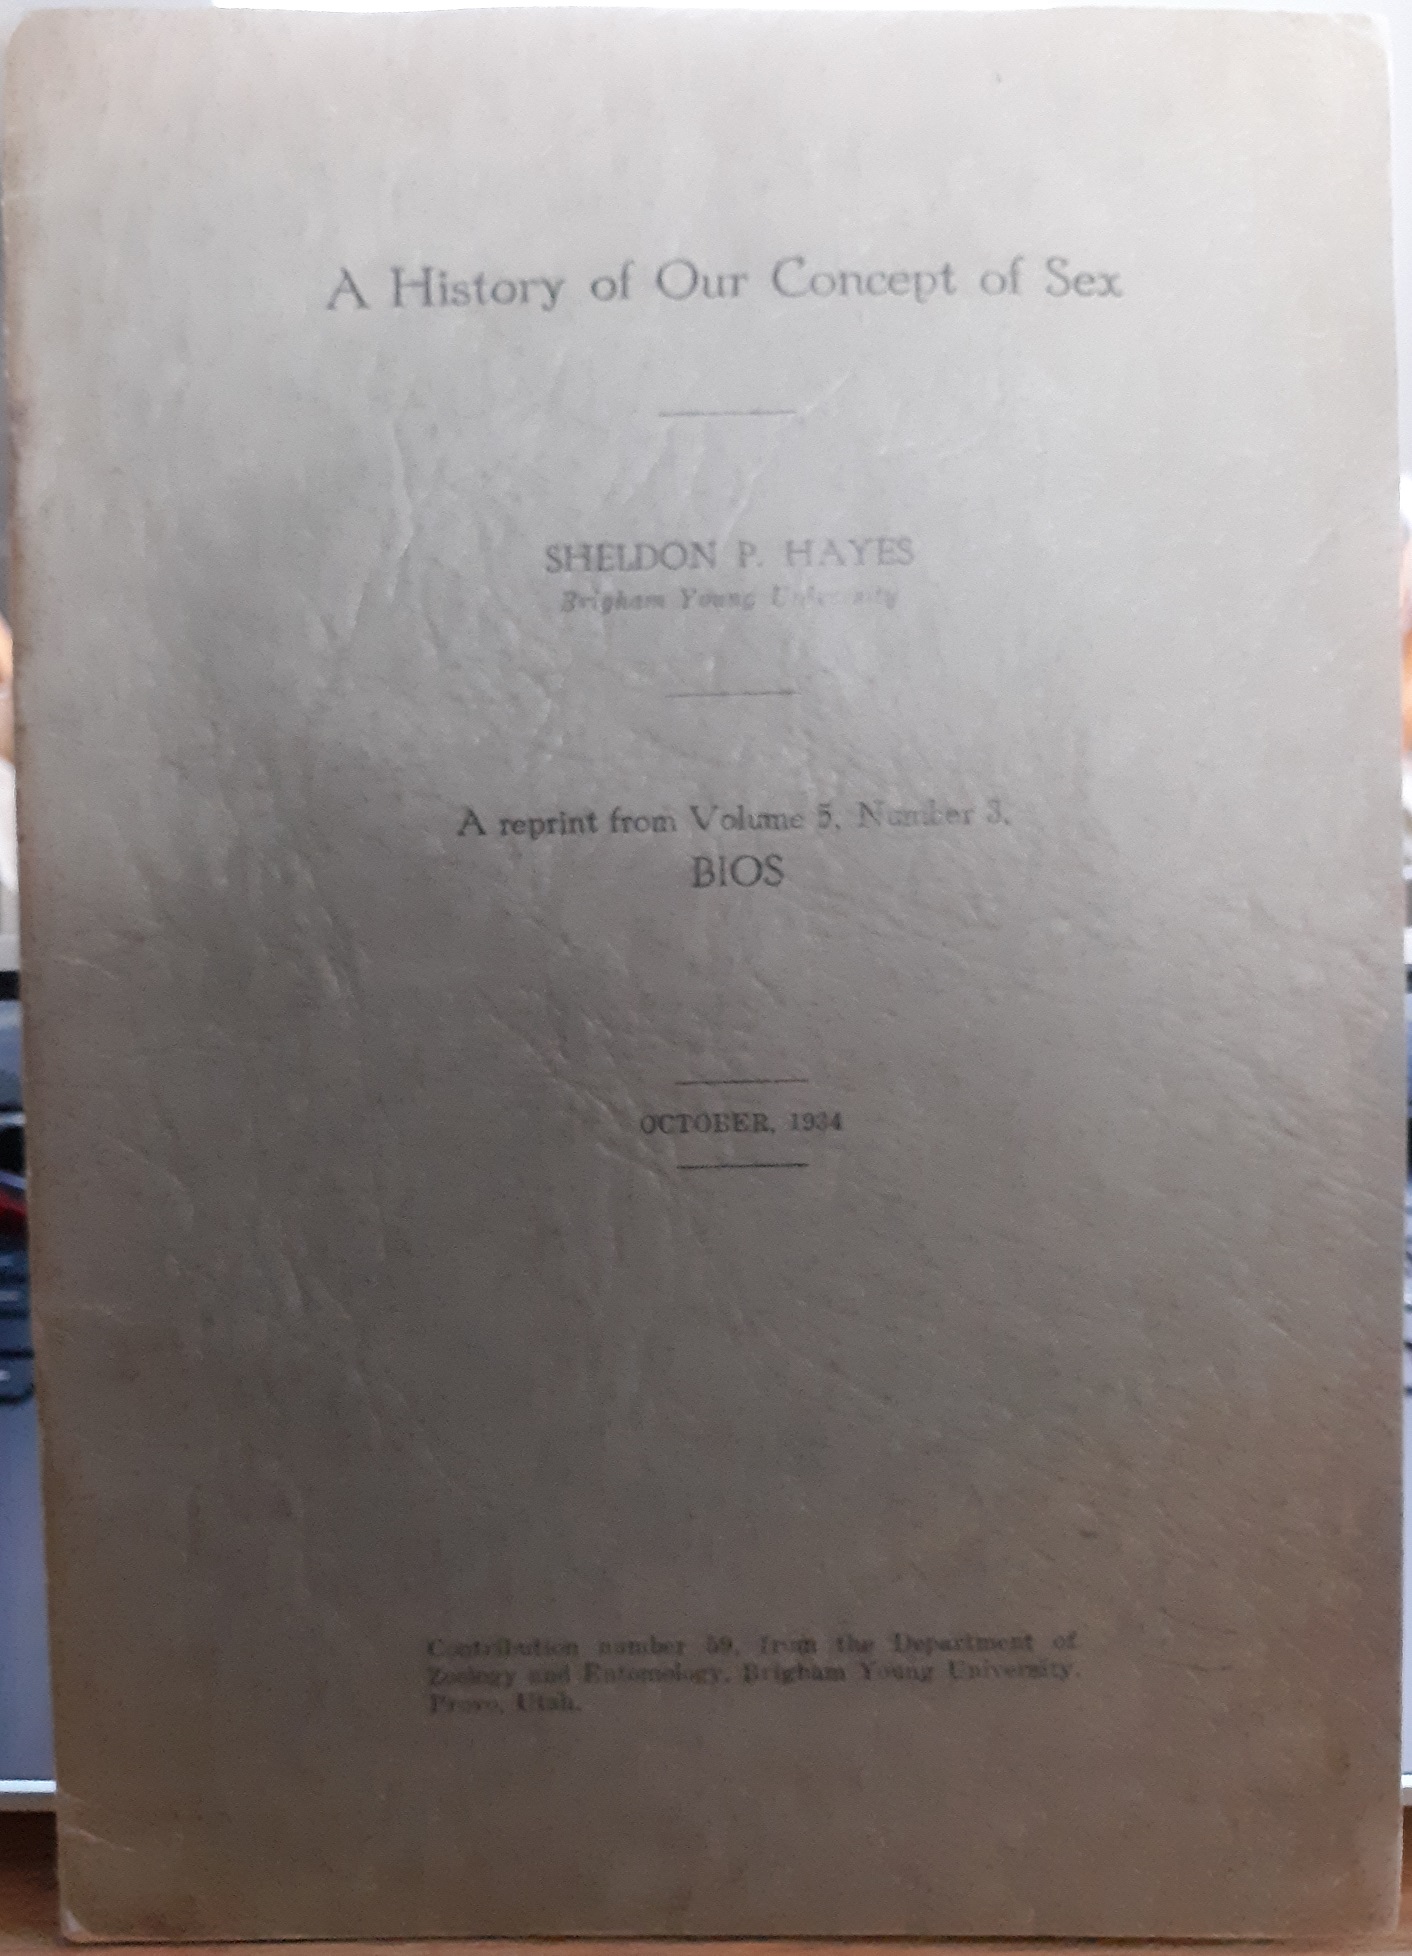 A History of Our Concept of Sex
SHELDON P. HAYES
Brigham Young University
A reprint from Volume 5, Number 3,
BIOS
OCTOBER, 1934
Contribution number 59, from the Department of
Zoology and Entomology, Brigham Young University,
Provo, Utah.